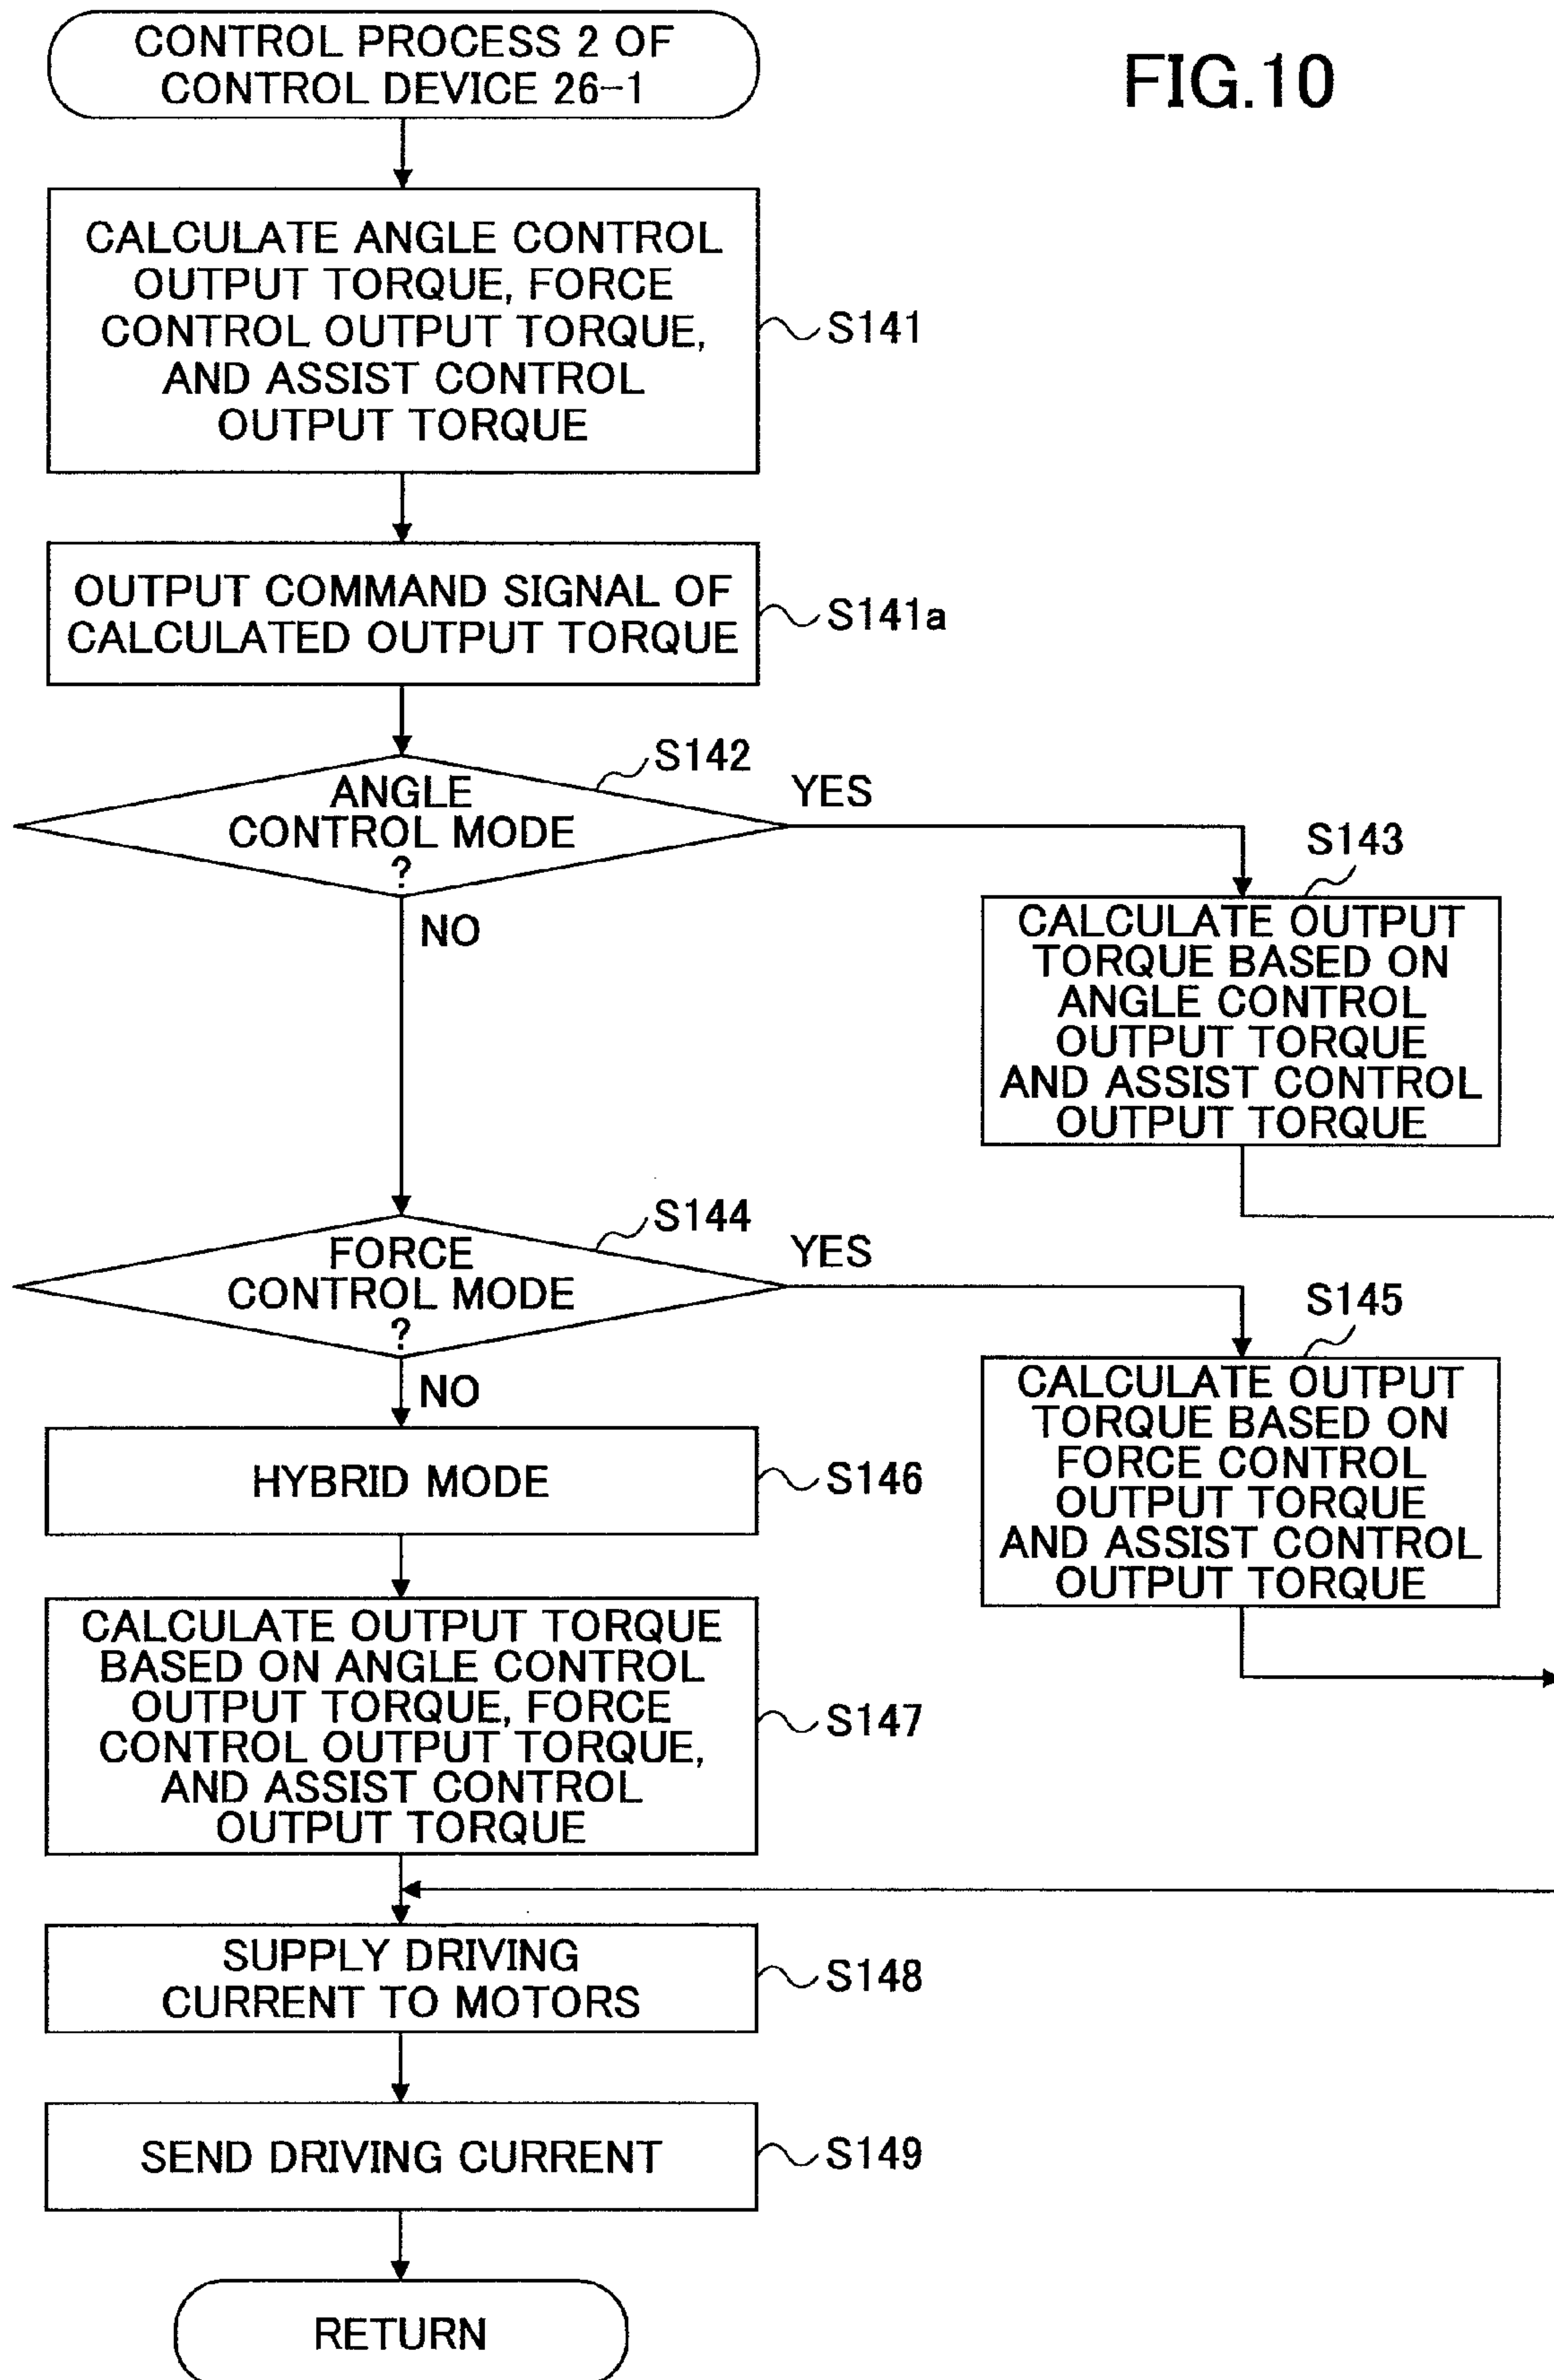 CONTROL PROCESS 2 OF
CONTROL DEVICE 26-1
FIG.10
CALCULATE ANGLE CONTROL
OUTPUT TORQUE, FORCE
CONTROL OUTPUT TORQUE,
AND ASSIST CONTROL
OUTPUT TORQUE
S141
OUTPUT COMMAND SIGNAL OF
CALCULATED OUTPUT TORQUE
S141a
S142
ANGLE
CONTROL MODE
?
YES
NO
S143
CALCULATE OUTPUT
TORQUE BASED ON
ANGLE CONTROL
OUTPUT TORQUE
AND ASSIST CONTROL
OUTPUT TORQUE
S144
FORCE
CONTROL MODE
?
YES
NO
S145
CALCULATE OUTPUT
TORQUE BASED ON
FORCE CONTROL
OUTPUT TORQUE
AND ASSIST CONTROL
OUTPUT TORQUE
HYBRID MODE
S146
CALCULATE OUTPUT TORQUE
BASED ON ANGLE CONTROL
OUTPUT TORQUE, FORCE
CONTROL OUTPUT TORQUE,
AND ASSIST CONTROL
OUTPUT TORQUE
S147
SUPPLY DRIVING
CURRENT TO MOTORS
S148
SEND DRIVING CURRENT
S149
RETURN